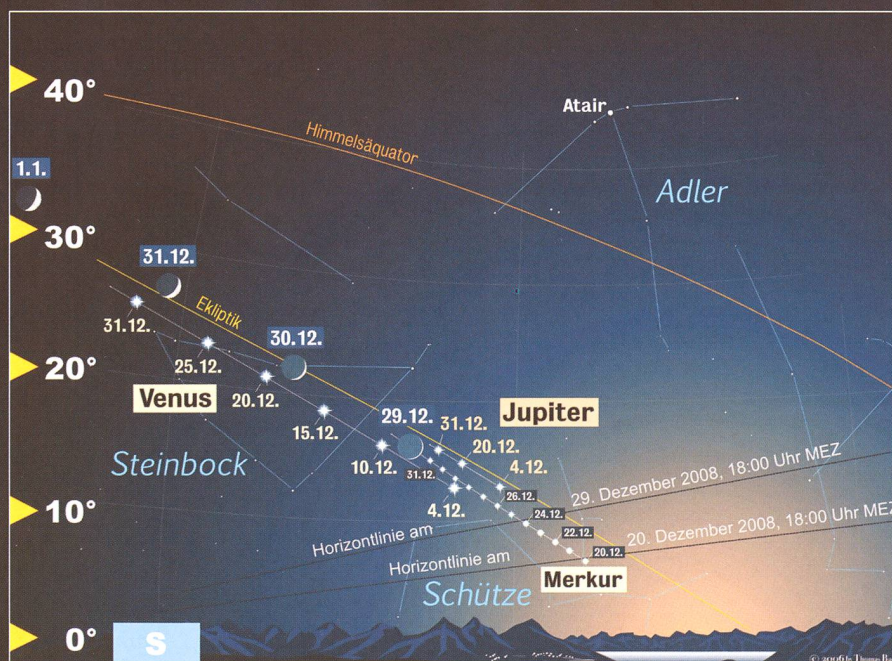 40°
Atair
Himmelsäquator
1.1.
Adler
30°
31.12.
Ekliptik
31.12.
30.12.
25.12.
20°
Venus
20.12.
29.12.
31.12.
Jupiter
15.12.
20.12.
10.12.
4.12.
Steinbock
31.12.
4.12.
26.12.
10°
24.12.
Horizontlinie am 29. Dezember 2008, 18:00 Uhr MEZ
22.12.
Horizontlinie am 20. Dezember 2008, 18:00 Uhr MEZ
20.12.
Merkur
Schütze
0°
S
© 2006 by Thomas